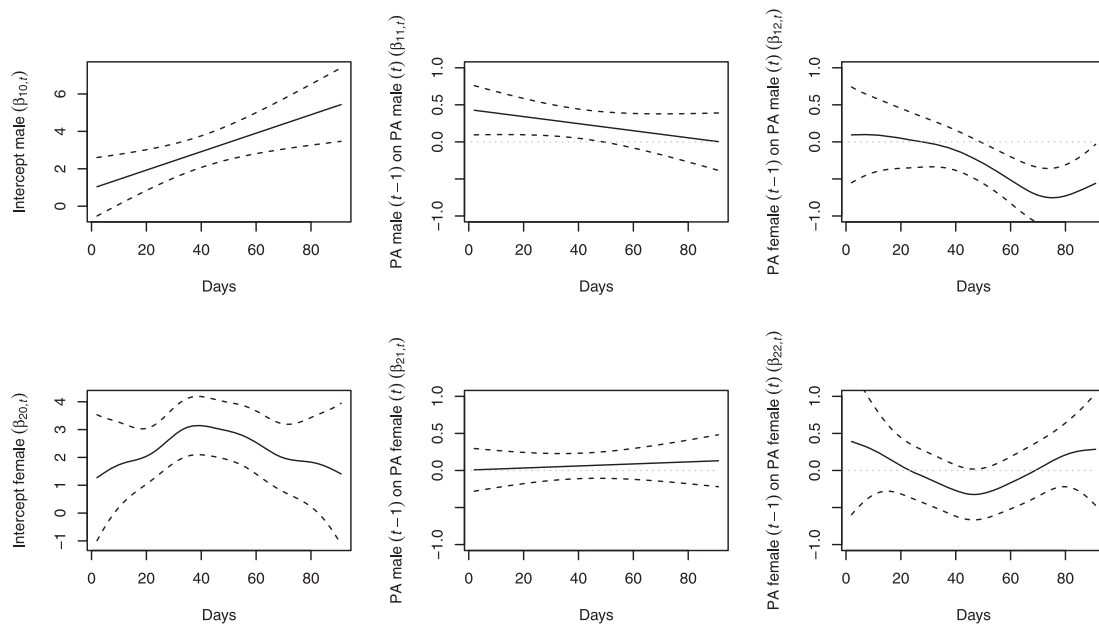 Intercept male (β10,t)
0 2 4 6
0 20 40 60 80
Days
PA male (t−1) on PA male (t) (β11,t)
−1.0 0.0 0.5 1.0
0 20 40 60 80
Days
PA female (t−1) on PA male (t) (β12,t)
−1.0 0.0 0.5 1.0
0 20 40 60 80
Days
Intercept female (β20,t)
−1 0 1 2 3 4
0 20 40 60 80
Days
PA male (t−1) on PA female (t) (β21,t)
−1.0 0.0 0.5 1.0
0 20 40 60 80
Days
PA female (t−1) on PA female (t) (β22,t)
−1.0 0.0 0.5 1.0
0 20 40 60 80
Days